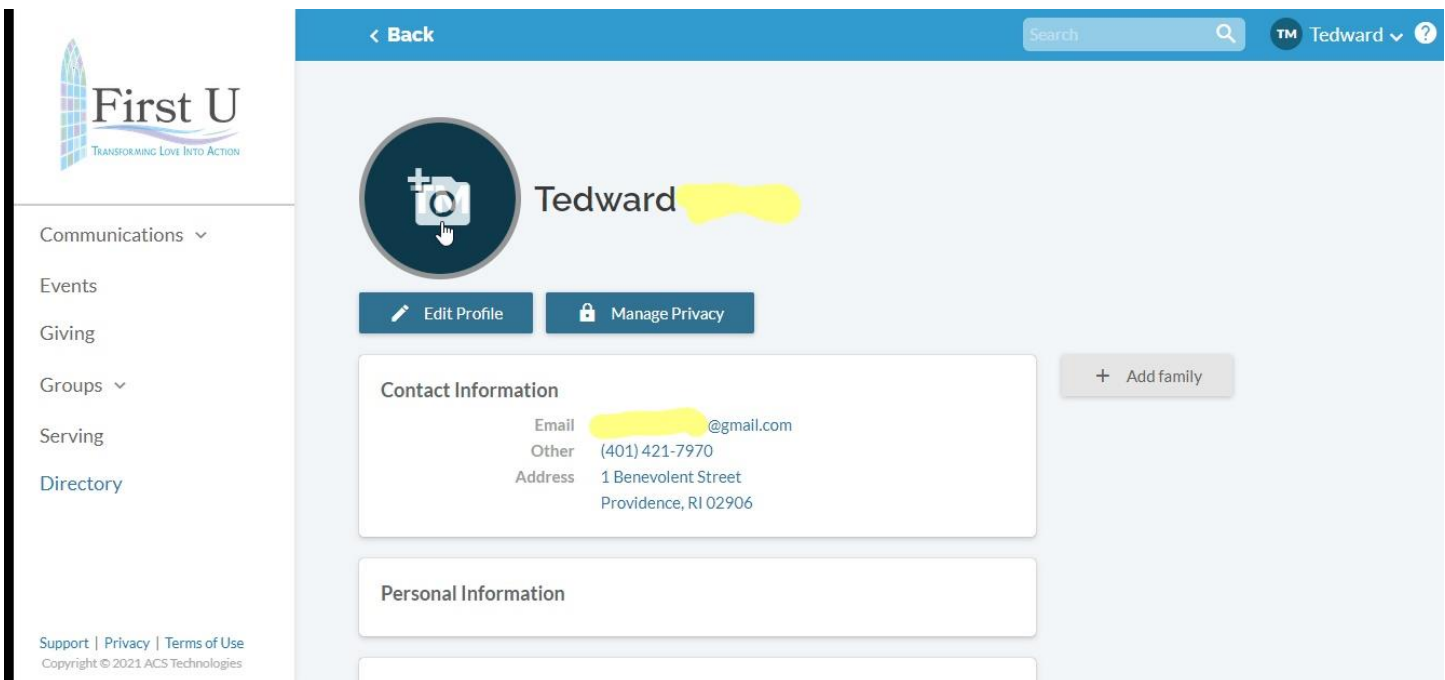 First U
TRANSFORMING LOVE INTO ACTION
Communications
Events
Giving
Groups
Serving
Directory
Support | Privacy | Terms of Use
Copyright © 2021 ACS Technologies
< Back
Search
TM Tedward ?
TM
Tedward
Edit Profile
Manage Privacy
Contact Information
Email @gmail.com
Other (401) 421-7970
Address 1 Benevolent Street
Providence, RI 02906
Personal Information
+ Add family